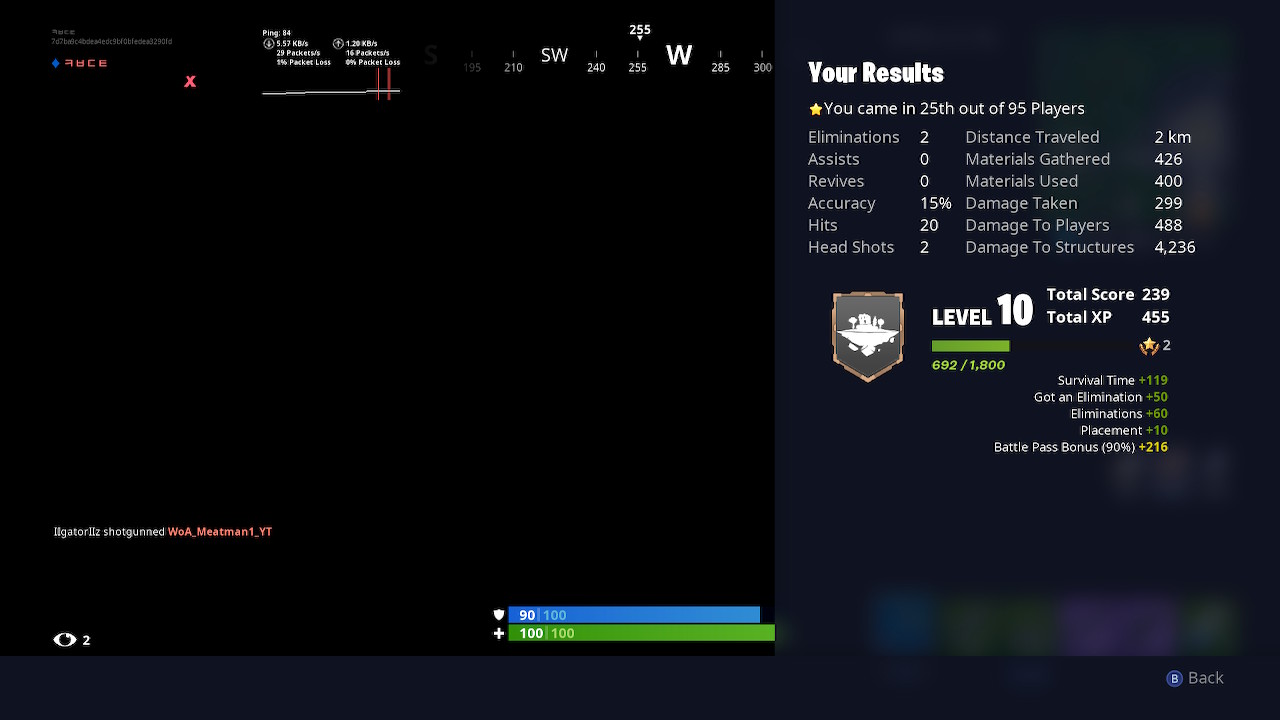 7d7ba9c4bdea4edc9bf0bfedea3290fd
X
Ping: 84
5.57 KB/s 1.20 KB/s
29 Packets/s 16 Packets/s
1% Packet Loss 0% Packet Loss
255
S 195 210 SW 240 255 W 285 300
Your Results
You came in 25th out of 95 Players
Eliminations 2 Distance Traveled 2 km
Assists 0 Materials Gathered 426
Revives 0 Materials Used 400
Accuracy 15% Damage Taken 299
Hits 20 Damage To Players 488
Head Shots 2 Damage To Structures 4,236
LEVEL 10
Total Score 239
Total XP 455
2
692 / 1,800
Survival Time +119
Got an Elimination +50
Eliminations +60
Placement +10
Battle Pass Bonus (90%) +216
shotgunned WoA_Meatman1_YT
90 | 100
100 | 100
2
B Back